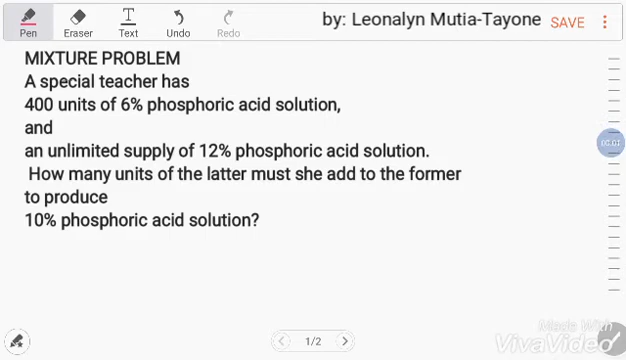 by: Leonalyn Mutia-Tayone
SAVE
Pen
Eraser
Text
Undo
Redo
MIXTURE PROBLEM
A special teacher has
400 units of 6% phosphoric acid solution,
and
an unlimited supply of 12% phosphoric acid solution.
How many units of the latter must she add to the former
to produce
10% phosphoric acid solution?
1/2
Made With
VivaVideo